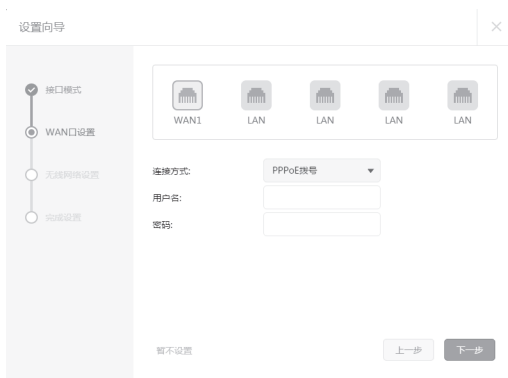 设置向导
接口模式
WAN口设置
无线网络设置
完成设置
WAN1 LAN LAN LAN LAN
连接方式: PPPoE拨号
用户名:
密码:
暂不设置 上一步 下一步